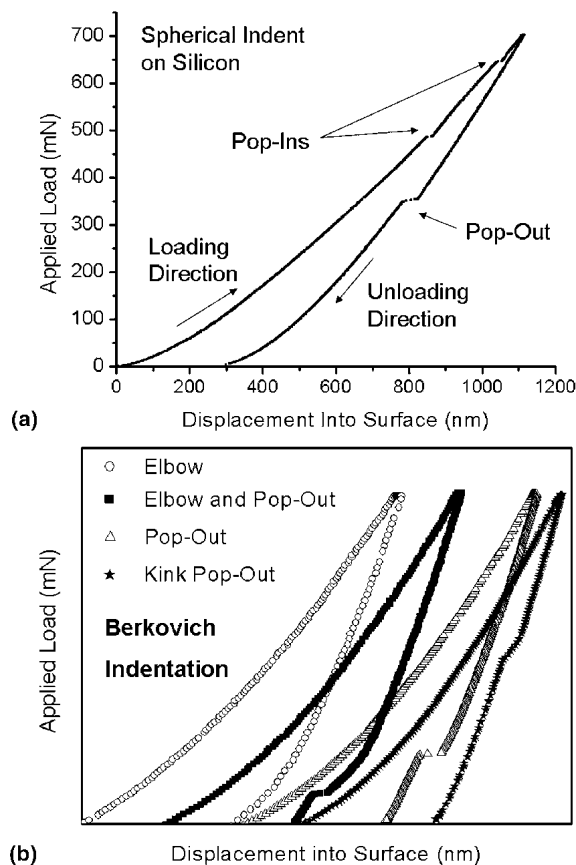 700
Spherical Indent
on Silicon
600
500
Pop-Ins
400
300
Pop-Out
Loading
Direction
200
Unloading
Direction
100
0
0 200 400 600 800 1000 1200
Applied Load (mN)
Displacement Into Surface (nm)
(a)
Elbow
Elbow and Pop-Out
Pop-Out
Kink Pop-Out
Berkovich
Indentation
Applied Load (mN)
(b)
Displacement into Surface (nm)